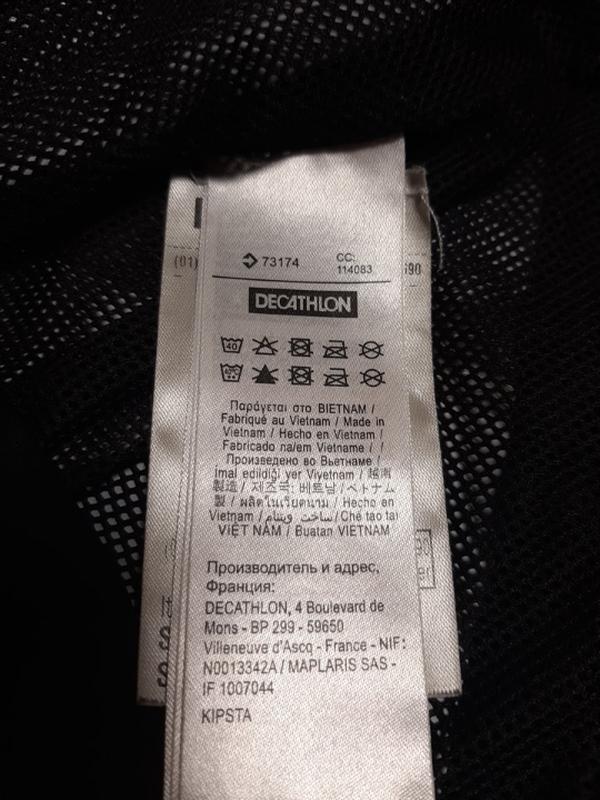 73174
CC:
114083
(01)
90
DECATHLON
40
Παράγεται στο ΒΙΕΤΝΑΜ /
Fabriqué au Vietnam / Made in
Vietnam / Hecho en Vietnam /
Fabricado na/em Vietname /
Произведено во Вьетнаме /
İmal edildiği yer Vıyetnam / 越南
製造 / 제조국: 베트남 / ベトナム
製 / ผลิตในเวียดนาม / Hecho en
Vietnam / ساخت ویتنام / Chế tạo tại
VIỆT NAM / Buatan VIETNAM
Производитель и адрес,
Франция:
DECATHLON, 4 Boulevard de
Mons - BP 299 - 59650
Villeneuve d'Ascq - France - NIF:
N0013342A / MAPLARIS SAS -
IF 1007044
KIPSTA